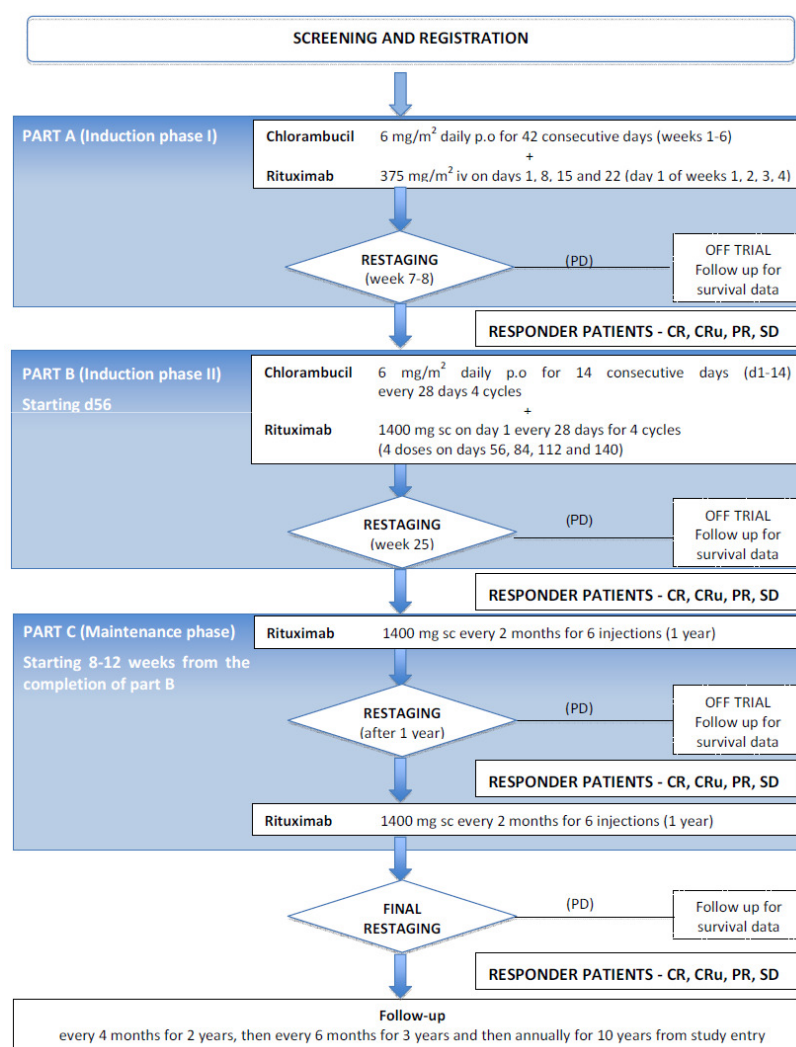 SCREENING AND REGISTRATION
PART A (Induction phase I)
Chlorambucil 6 mg/m² daily p.o for 42 consecutive days (weeks 1-6)
+
Rituximab 375 mg/m² iv on days 1, 8, 15 and 22 (day 1 of weeks 1, 2, 3, 4)
RESTAGING
(week 7-8)
(PD)
OFF TRIAL
Follow up for
survival data
RESPONDER PATIENTS - CR, CRu, PR, SD
PART B (Induction phase II)
Starting d56
Chlorambucil 6 mg/m² daily p.o for 14 consecutive days (d1-14)
every 28 days 4 cycles
+
Rituximab 1400 mg sc on day 1 every 28 days for 4 cycles
(4 doses on days 56, 84, 112 and 140)
RESTAGING
(week 25)
(PD)
OFF TRIAL
Follow up for
survival data
RESPONDER PATIENTS - CR, CRu, PR, SD
PART C (Maintenance phase)
Starting 8-12 weeks from the
completion of part B
Rituximab 1400 mg sc every 2 months for 6 injections (1 year)
RESTAGING
(after 1 year)
(PD)
OFF TRIAL
Follow up for
survival data
RESPONDER PATIENTS - CR, CRu, PR, SD
Rituximab 1400 mg sc every 2 months for 6 injections (1 year)
FINAL
RESTAGING
(PD)
Follow up for
survival data
RESPONDER PATIENTS - CR, CRu, PR, SD
Follow-up
every 4 months for 2 years, then every 6 months for 3 years and then annually for 10 years from study entry